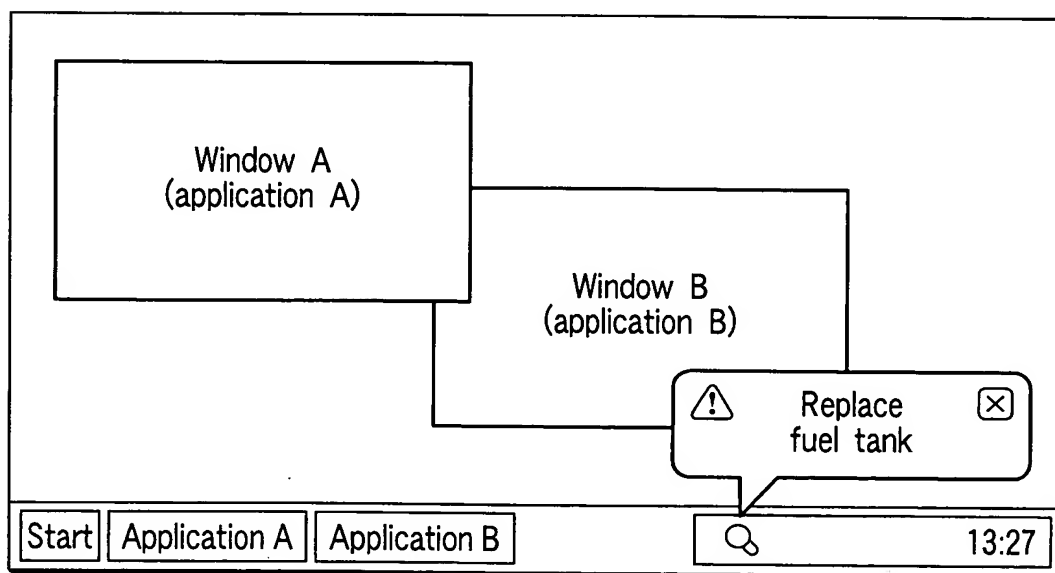 Window A
(application A)
Window B
(application B)
Replace
fuel tank
Start
Application A
Application B
13:27